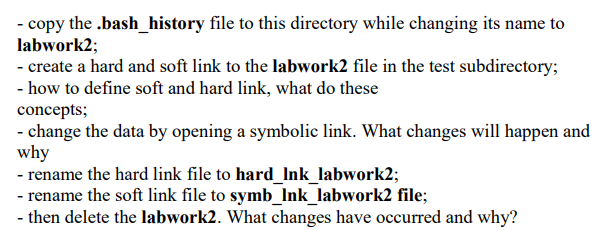 - copy the .bash_history file to this directory while changing its name to
labwork2;
- create a hard and soft link to the labwork2 file in the test subdirectory;
- how to define soft and hard link, what do these
concepts;
- change the data by opening a symbolic link. What changes will happen and
why
- rename the hard link file to hard_lnk_labwork2;
- rename the soft link file to symb_lnk_labwork2 file;
- then delete the labwork2. What changes have occurred and why?